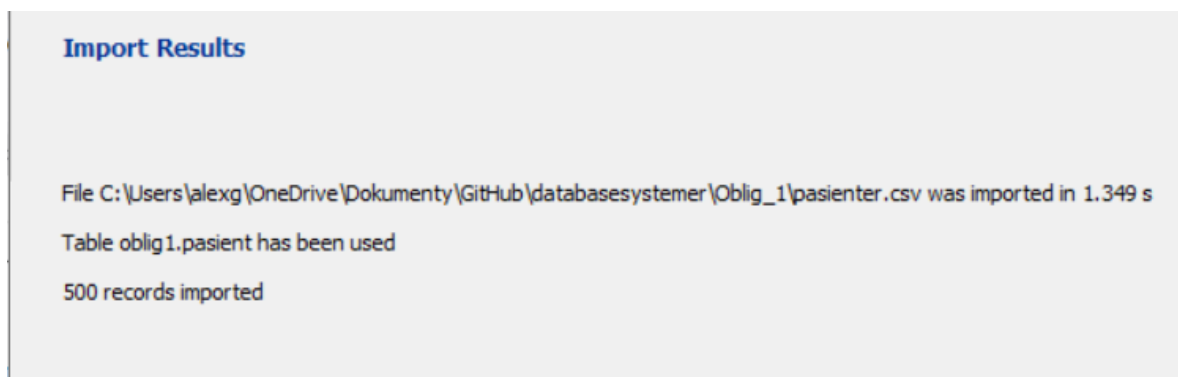 Import Results
File C:\Users\alexg\OneDrive\Dokumenty\GitHub\databasesystemer\Oblig_1\pasienter.csv was imported in 1.349 s
Table oblig1.pasient has been used
500 records imported